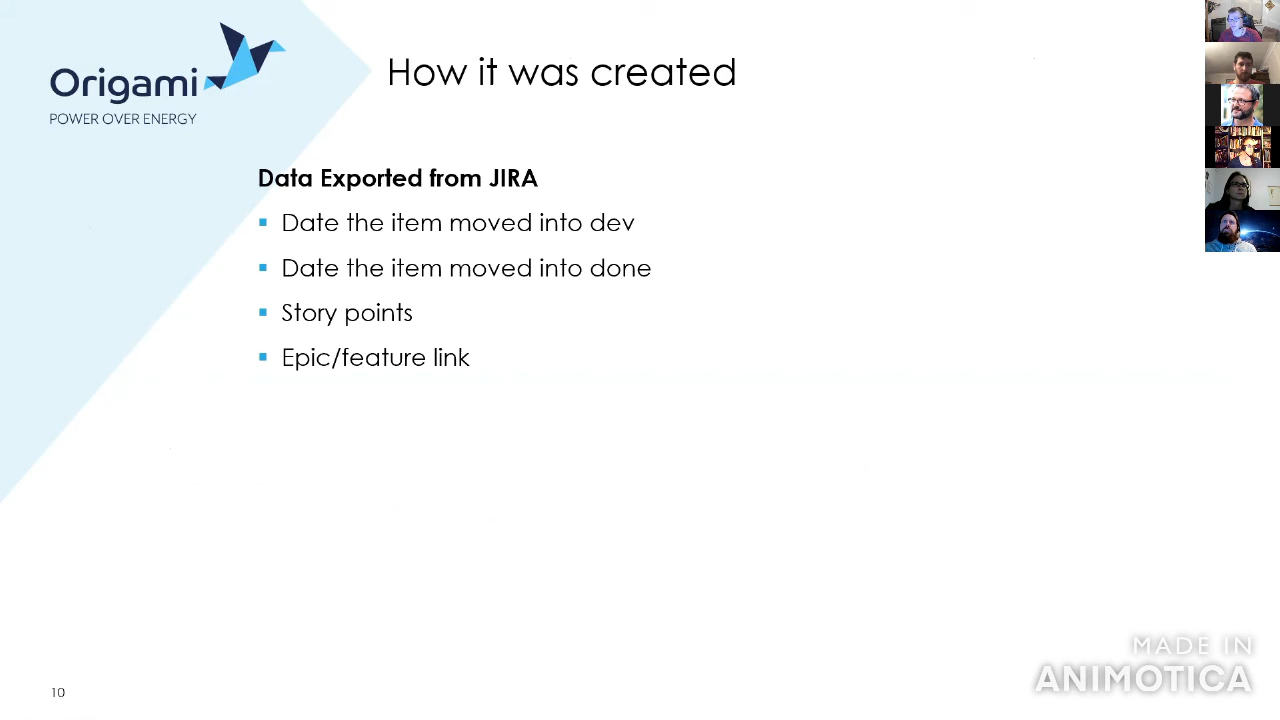 Origami
POWER OVER ENERGY
How it was created
Data Exported from JIRA
Date the item moved into dev
Date the item moved into done
Story points
Epic/feature link
10
MADE IN
ANIMOTICA